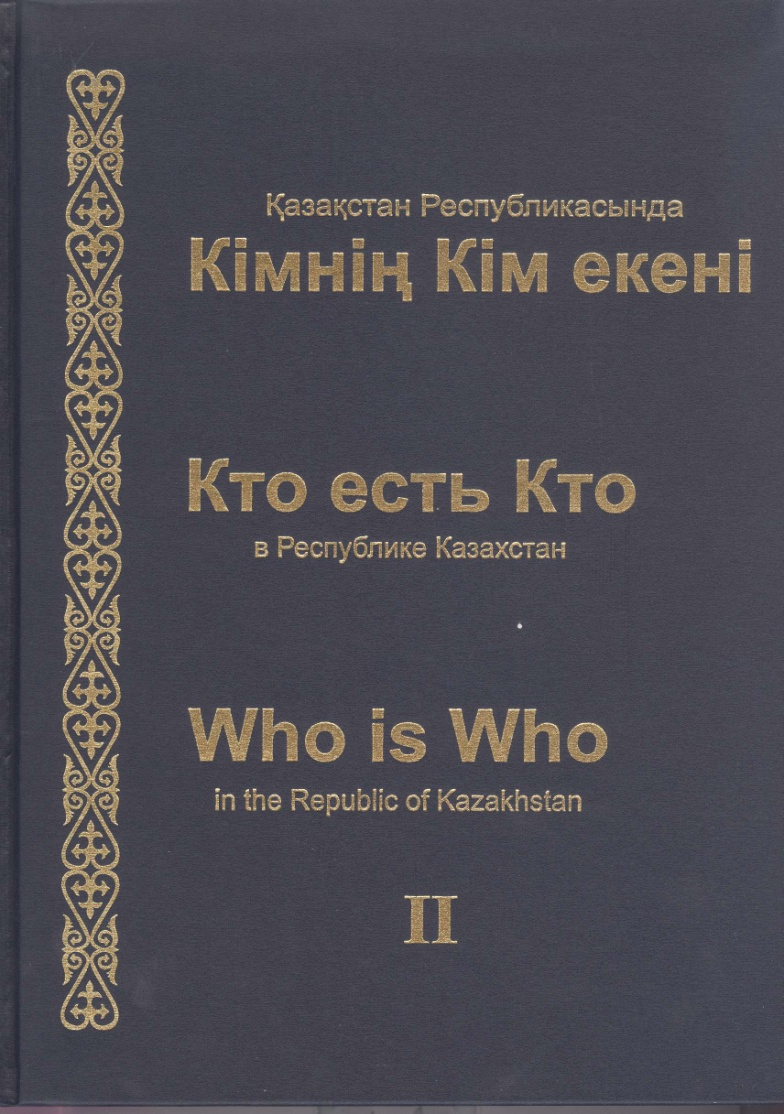 Қазақстан Республикасында
Кімнің Кім екені
Кто есть Кто
в Республике Казахстан
Who is Who
in the Republic of Kazakhstan
II